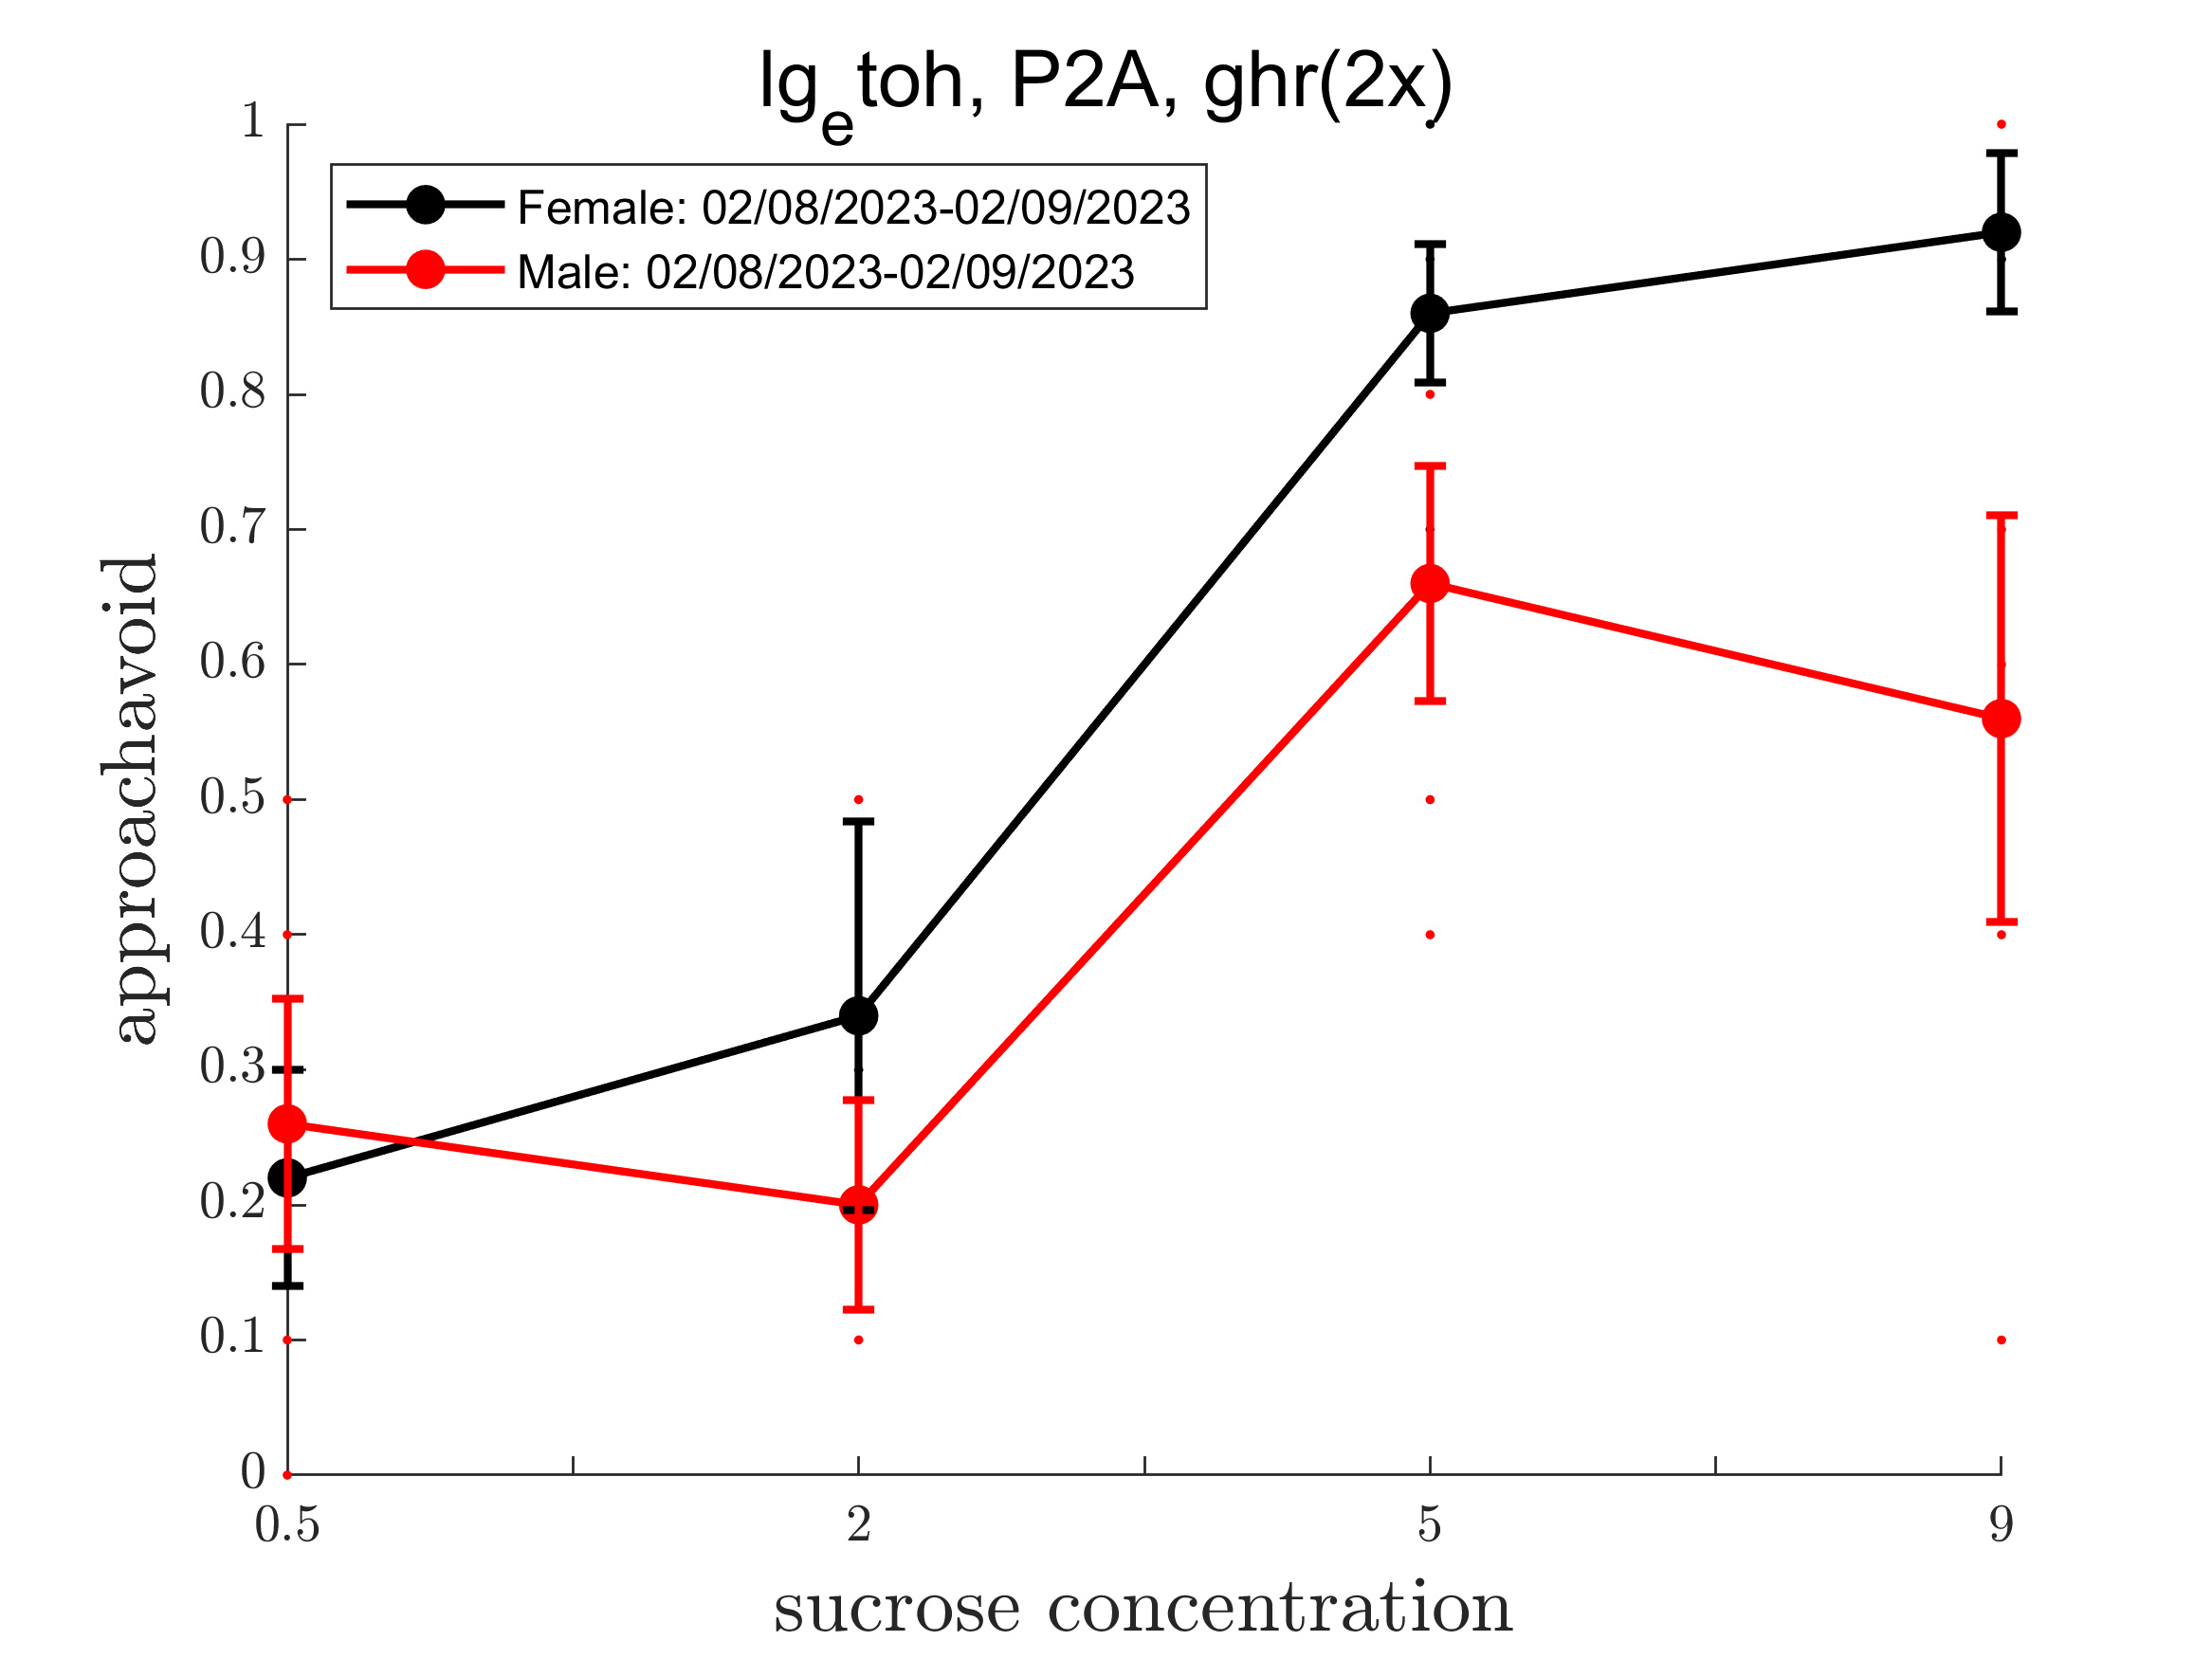 lgetoh, P2A, ghr(2x)
Female: 02/08/2023-02/09/2023
Male: 02/08/2023-02/09/2023
approachavoid
1
0.9
0.8
0.7
0.6
0.5
0.4
0.3
0.2
0.1
0
0.5 2 5 9
sucrose concentration